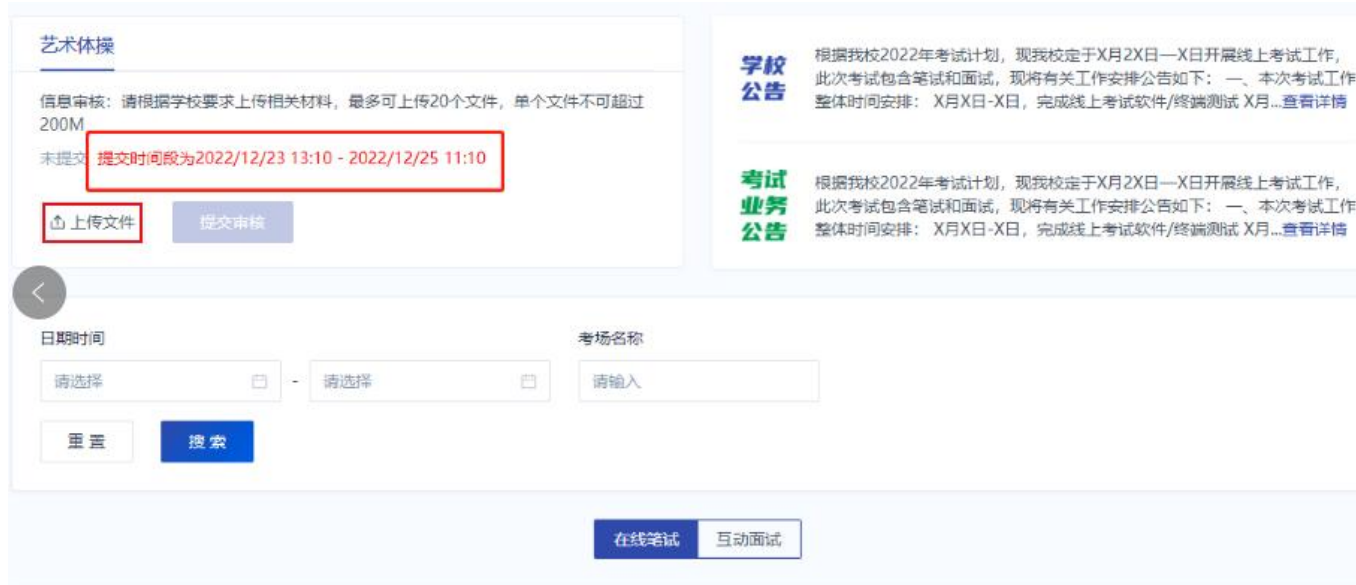 艺术体操
信息审核：请根据学校要求上传相关材料，最多可上传20个文件，单个文件不可超过
200M
未提交 提交时间段为2022/12/23 13:10 - 2022/12/25 11:10
上传文件
提交审核
学校
公告
根据我校2022年考试计划，现我校定于X月2X日—X日开展线上考试工作，
此次考试包含笔试和面试，现将有关工作安排公告如下： 一、本次考试工作
整体时间安排： X月X日-X日，完成线上考试软件/终端测试 X月...查看详情
考试
业务
公告
根据我校2022年考试计划，现我校定于X月2X日—X日开展线上考试工作，
此次考试包含笔试和面试，现将有关工作安排公告如下： 一、本次考试工作
整体时间安排： X月X日-X日，完成线上考试软件/终端测试 X月...查看详情
日期时间
考场名称
请选择 - 请选择
请输入
重置
搜索
在线笔试
互动面试